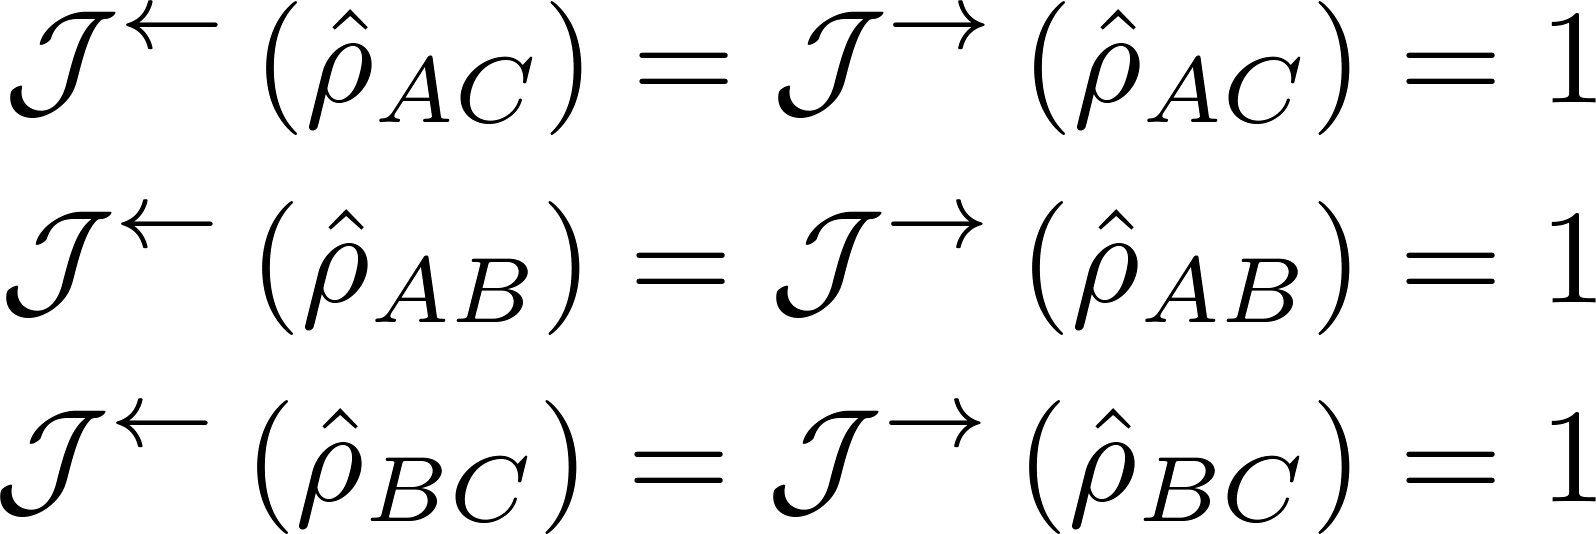 𝒥^← (ρ̂_AC) = 𝒥^→ (ρ̂_AC) = 1
𝒥^← (ρ̂_AB) = 𝒥^→ (ρ̂_AB) = 1
𝒥^← (ρ̂_BC) = 𝒥^→ (ρ̂_BC) = 1